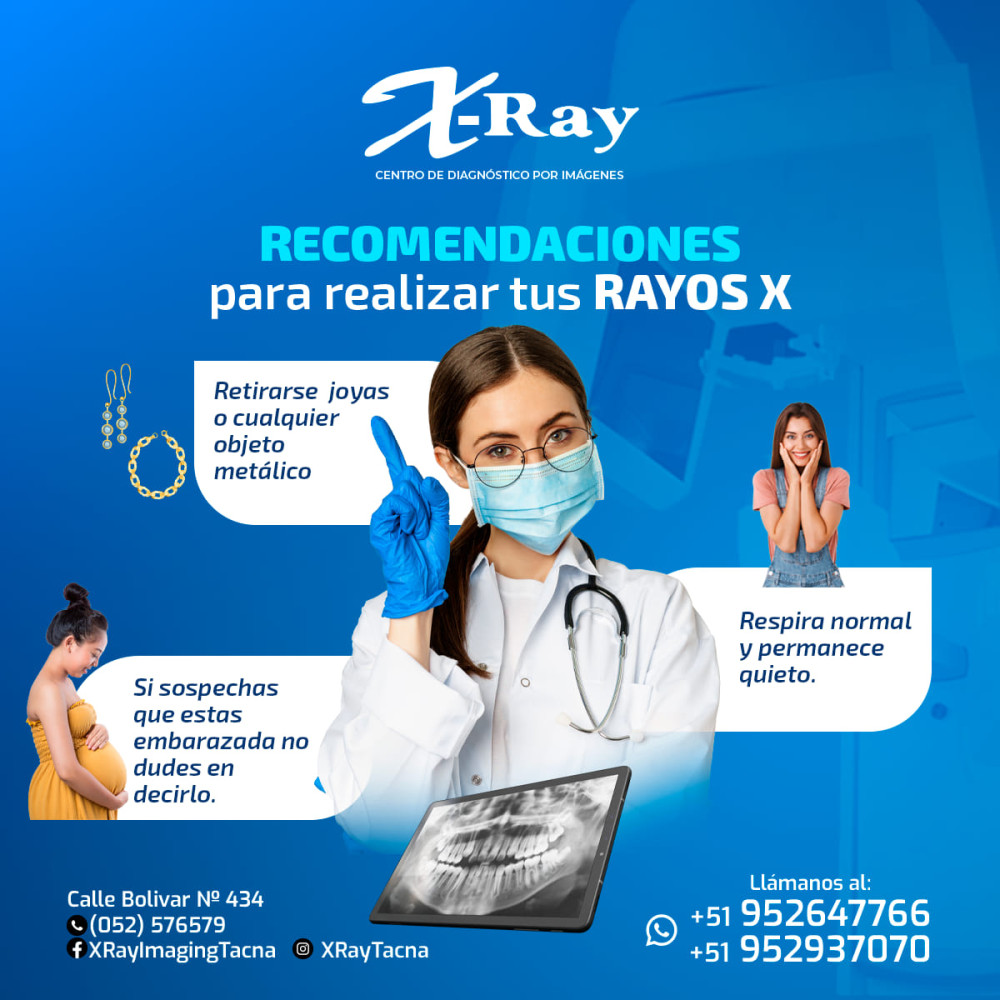 X-Ray
CENTRO DE DIAGNÓSTICO POR IMÁGENES
RECOMENDACIONES
para realizar tus RAYOS X
Retirarse joyas
o cualquier
objeto
metálico
Respira normal
y permanece
quieto.
Si sospechas
que estas
embarazada no
dudes en
decirlo.
Calle Bolivar Nº 434
(052) 576579
XRayImagingTacna XRayTacna
Llámanos al:
+51 952647766
+51 952937070